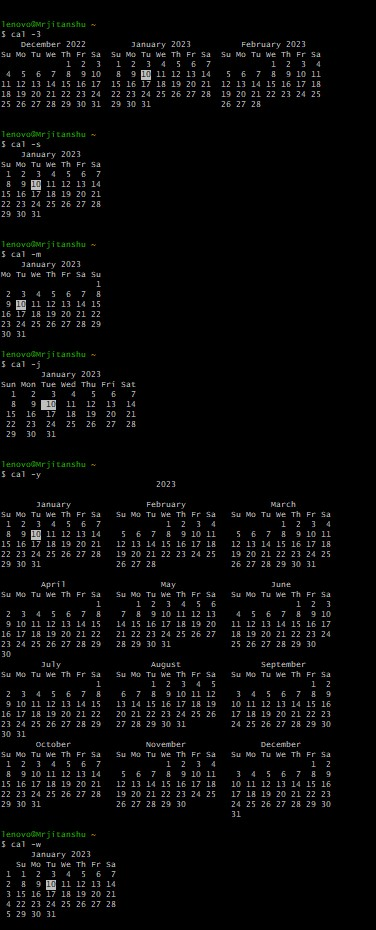 lenovo@Mrjitanshu ~
$ cal -3
December 2022 January 2023 February 2023
Su Mo Tu We Th Fr Sa Su Mo Tu We Th Fr Sa Su Mo Tu We Th Fr Sa
1 2 3 1 2 3 4 5 6 7 1 2 3 4
4 5 6 7 8 9 10 8 9 10 11 12 13 14 5 6 7 8 9 10 11
11 12 13 14 15 16 17 15 16 17 18 19 20 21 12 13 14 15 16 17 18
18 19 20 21 22 23 24 22 23 24 25 26 27 28 19 20 21 22 23 24 25
25 26 27 28 29 30 31 29 30 31 26 27 28
lenovo@Mrjitanshu ~
$ cal -s
January 2023
Su Mo Tu We Th Fr Sa
1 2 3 4 5 6 7
8 9 10 11 12 13 14
15 16 17 18 19 20 21
22 23 24 25 26 27 28
29 30 31
lenovo@Mrjitanshu ~
$ cal -m
January 2023
Mo Tu We Th Fr Sa Su
1
2 3 4 5 6 7 8
9 10 11 12 13 14 15
16 17 18 19 20 21 22
23 24 25 26 27 28 29
30 31
lenovo@Mrjitanshu ~
$ cal -j
January 2023
Sun Mon Tue Wed Thu Fri Sat
1 2 3 4 5 6 7
8 9 10 11 12 13 14
15 16 17 18 19 20 21
22 23 24 25 26 27 28
29 30 31
lenovo@Mrjitanshu ~
$ cal -y
2023
January February March
Su Mo Tu We Th Fr Sa Su Mo Tu We Th Fr Sa Su Mo Tu We Th Fr Sa
1 2 3 4 5 6 7 1 2 3 4 1 2 3 4
8 9 10 11 12 13 14 5 6 7 8 9 10 11 5 6 7 8 9 10 11
15 16 17 18 19 20 21 12 13 14 15 16 17 18 12 13 14 15 16 17 18
22 23 24 25 26 27 28 19 20 21 22 23 24 25 19 20 21 22 23 24 25
29 30 31 26 27 28 26 27 28 29 30 31
April May June
Su Mo Tu We Th Fr Sa Su Mo Tu We Th Fr Sa Su Mo Tu We Th Fr Sa
1 1 2 3 4 5 6 1 2 3
2 3 4 5 6 7 8 7 8 9 10 11 12 13 4 5 6 7 8 9 10
9 10 11 12 13 14 15 14 15 16 17 18 19 20 11 12 13 14 15 16 17
16 17 18 19 20 21 22 21 22 23 24 25 26 27 18 19 20 21 22 23 24
23 24 25 26 27 28 29 28 29 30 31 25 26 27 28 29 30
30
July August September
Su Mo Tu We Th Fr Sa Su Mo Tu We Th Fr Sa Su Mo Tu We Th Fr Sa
1 1 2 3 4 5 1 2
2 3 4 5 6 7 8 6 7 8 9 10 11 12 3 4 5 6 7 8 9
9 10 11 12 13 14 15 13 14 15 16 17 18 19 10 11 12 13 14 15 16
16 17 18 19 20 21 22 20 21 22 23 24 25 26 17 18 19 20 21 22 23
23 24 25 26 27 28 29 27 28 29 30 31 24 25 26 27 28 29 30
30 31
October November December
Su Mo Tu We Th Fr Sa Su Mo Tu We Th Fr Sa Su Mo Tu We Th Fr Sa
1 2 3 4 5 6 7 1 2 3 4 1 2
8 9 10 11 12 13 14 5 6 7 8 9 10 11 3 4 5 6 7 8 9
15 16 17 18 19 20 21 12 13 14 15 16 17 18 10 11 12 13 14 15 16
22 23 24 25 26 27 28 19 20 21 22 23 24 25 17 18 19 20 21 22 23
29 30 31 26 27 28 29 30 24 25 26 27 28 29 30
31
lenovo@Mrjitanshu ~
$ cal -w
January 2023
Su Mo Tu We Th Fr Sa
1 1 2 3 4 5 6 7
2 8 9 10 11 12 13 14
3 15 16 17 18 19 20 21
4 22 23 24 25 26 27 28
5 29 30 31